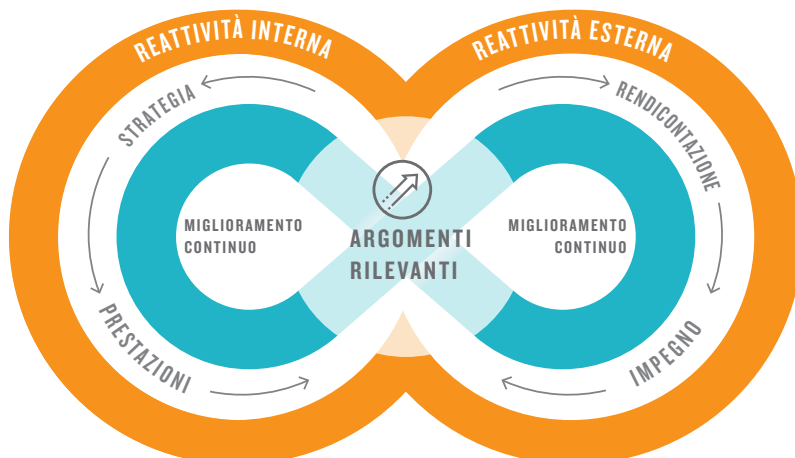 REATTIVITÀ INTERNA
REATTIVITÀ ESTERNA
STRATEGIA
RENDICONTAZIONE
MIGLIORAMENTO
CONTINUO
ARGOMENTI
RILEVANTI
MIGLIORAMENTO
CONTINUO
PRESTAZIONI
IMPEGNO